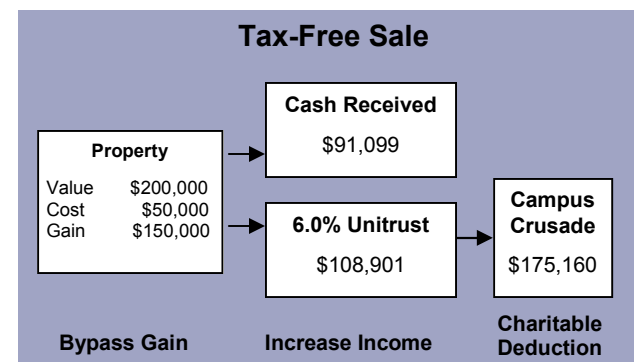 Tax-Free Sale
Property
Value $200,000
Cost $50,000
Gain $150,000
Cash Received
$91,099
6.0% Unitrust
$108,901
Campus
Crusade
$175,160
Bypass Gain
Increase Income
Charitable
Deduction